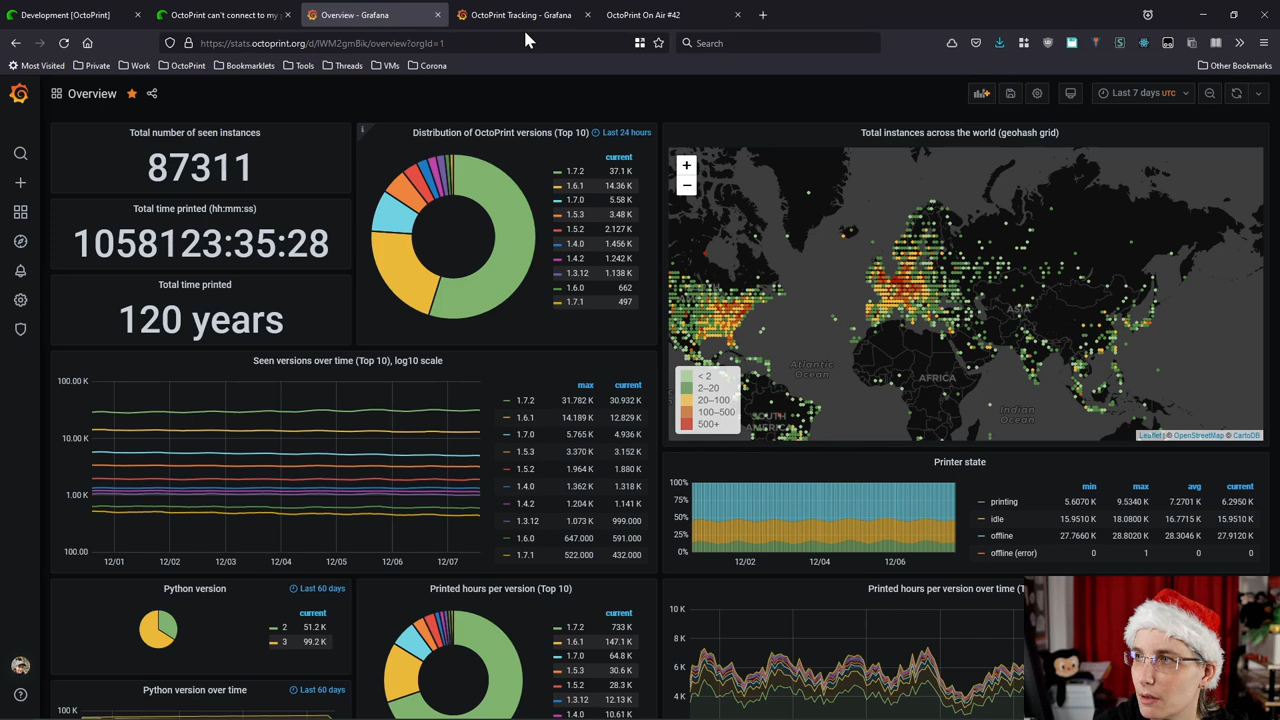 Development [OctoPrint]
OctoPrint can't connect to my p
Overview - Grafana
OctoPrint Tracking - Grafana
OctoPrint On Air #42
https://stats.octoprint.org/d/lWM2gmBik/overview?orgId=1
Search
Most Visited
Private
Work
OctoPrint
Bookmarklets
Tools
Threads
VMs
Corona
Other Bookmarks
Overview
Last 7 days UTC
Total number of seen instances
87311
Total time printed (hh:mm:ss)
1058123:35:28
Total time printed
120 years
Distribution of OctoPrint versions (Top 10)
Last 24 hours
current
1.7.2 37.1 K
1.6.1 14.36 K
1.7.0 5.58 K
1.5.3 3.48 K
1.5.2 2.127 K
1.4.0 1.456 K
1.4.2 1.242 K
1.3.12 1.138 K
1.6.0 662
1.7.1 497
Total instances across the world (geohash grid)
+
−
ASIA
Atlantic
Ocean
AFRICA
Indian
Ocean
SOUTH
AMERICA
< 2
2–20
20–100
100–500
500+
Leaflet | © OpenStreetMap © CartoDB
Seen versions over time (Top 10), log10 scale
100.00 K
10.00 K
1.00 K
100.00
12/01 12/02 12/03 12/04 12/05 12/06 12/07
max current
1.7.2 31.782 K 30.932 K
1.6.1 14.189 K 12.829 K
1.7.0 5.765 K 4.936 K
1.5.3 3.370 K 3.152 K
1.5.2 1.964 K 1.880 K
1.4.0 1.362 K 1.318 K
1.4.2 1.204 K 1.141 K
1.3.12 1.073 K 999.000
1.6.0 647.000 591.000
1.7.1 522.000 432.000
Printer state
100%
75%
50%
25%
0%
12/02 12/04 12/06
min max avg current
printing 5.6070 K 9.5340 K 7.2701 K 6.2950 K
idle 15.9510 K 18.0800 K 16.7715 K 15.9510 K
offline 27.7660 K 28.8020 K 28.3046 K 27.9120 K
offline (error) 0 1 0 0
Python version
Last 60 days
current
2 51.2 K
3 99.2 K
Python version over time
Last 60 days
100 K
Printed hours per version (Top 10)
current
1.7.2 733 K
1.6.1 147.1 K
1.7.0 64.8 K
1.5.3 30.6 K
1.5.2 28.3 K
1.3.12 12.13 K
1.4.0 10.61 K
Printed hours per version over time (T
10 K
8 K
6 K
4 K